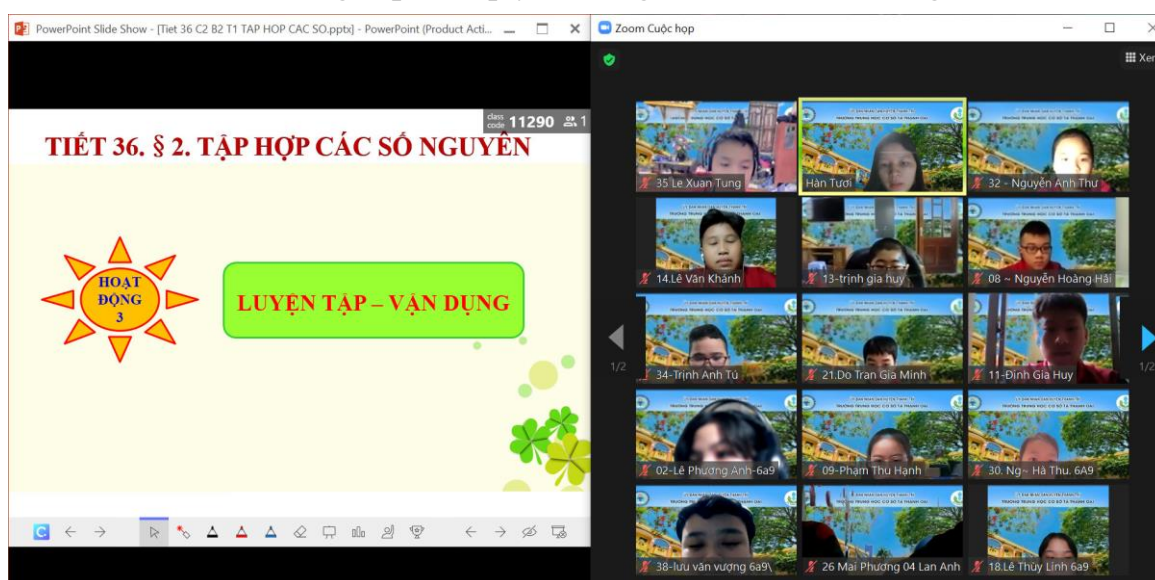 PowerPoint Slide Show - [Tiet 36 C2 B2 T1 TAP HOP CAC SO.pptx] - PowerPoint (Product Acti...
class code 11290 1
TIẾT 36. § 2. TẬP HỢP CÁC SỐ NGUYÊN
HOẠT
ĐỘNG
3
LUYỆN TẬP – VẬN DỤNG
Zoom Cuộc họp
Xem
35 Le Xuan Tung
Hàn Tươi
32 - Nguyễn Anh Thư
14.Lê Văn Khánh
13-trịnh gia huy
08 ~ Nguyễn Hoàng Hải
34-Trịnh Anh Tú
21.Do Tran Gia Minh
11-Đinh Gia Huy
1/2
1/2
02-Lê Phương Anh-6a9
09-Phạm Thu Hạnh
30. Ng~ Hà Thu. 6A9
38-lưu văn vượng 6a9\
26 Mai Phương 04 Lan Anh
18.Lê Thùy Linh 6a9